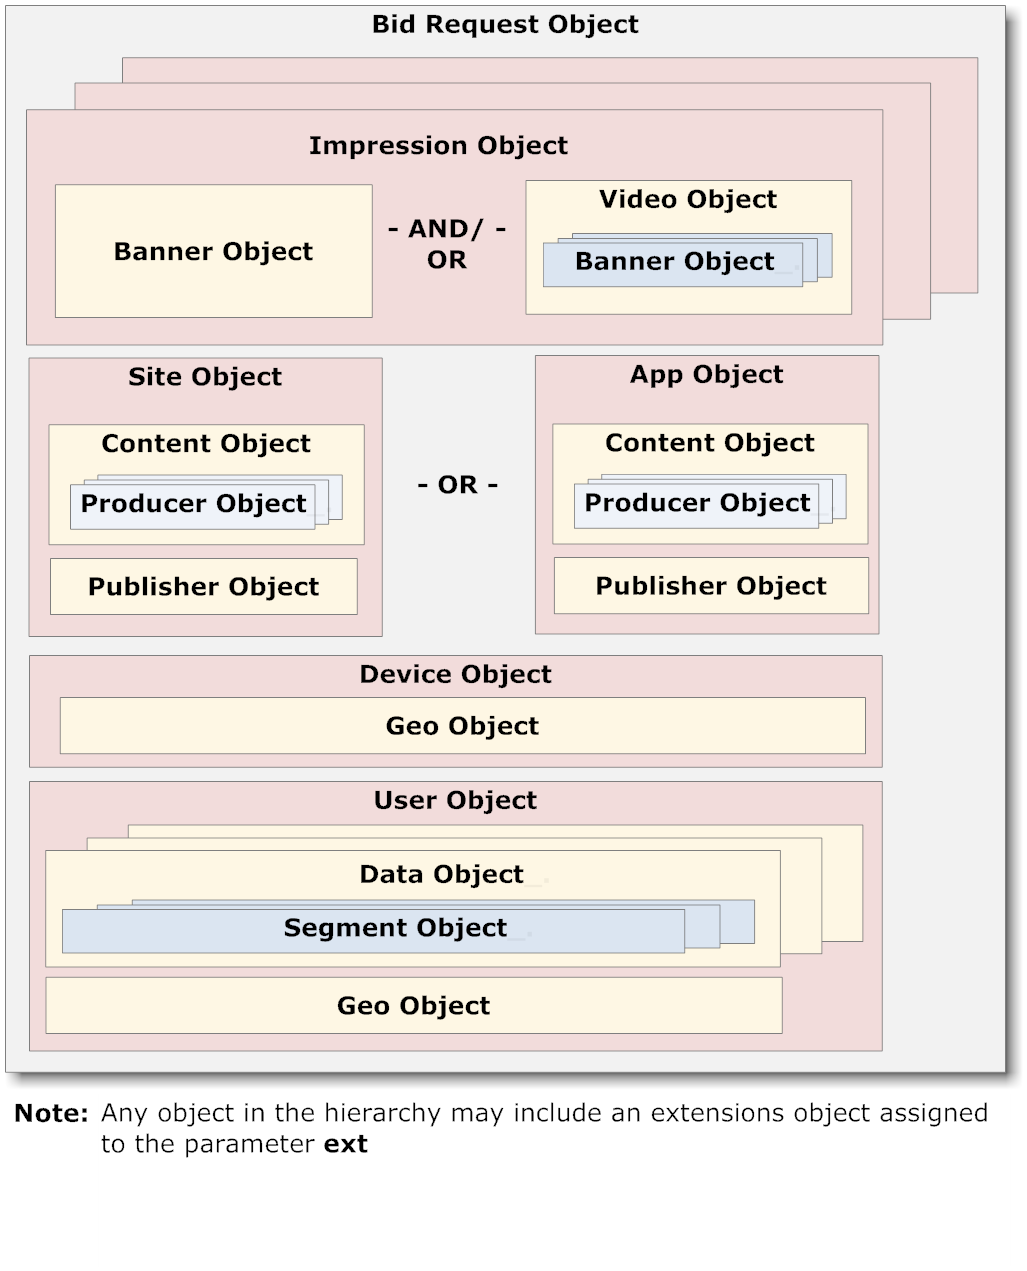 Bid Request Object
Impression Object
Banner Object
- AND/ -
OR
Video Object
Banner Object
Site Object
Content Object
Producer Object
Publisher Object
- OR -
App Object
Content Object
Producer Object
Publisher Object
Device Object
Geo Object
User Object
Data Object
Segment Object
Geo Object
Note: Any object in the hierarchy may include an extensions object assigned
to the parameter ext